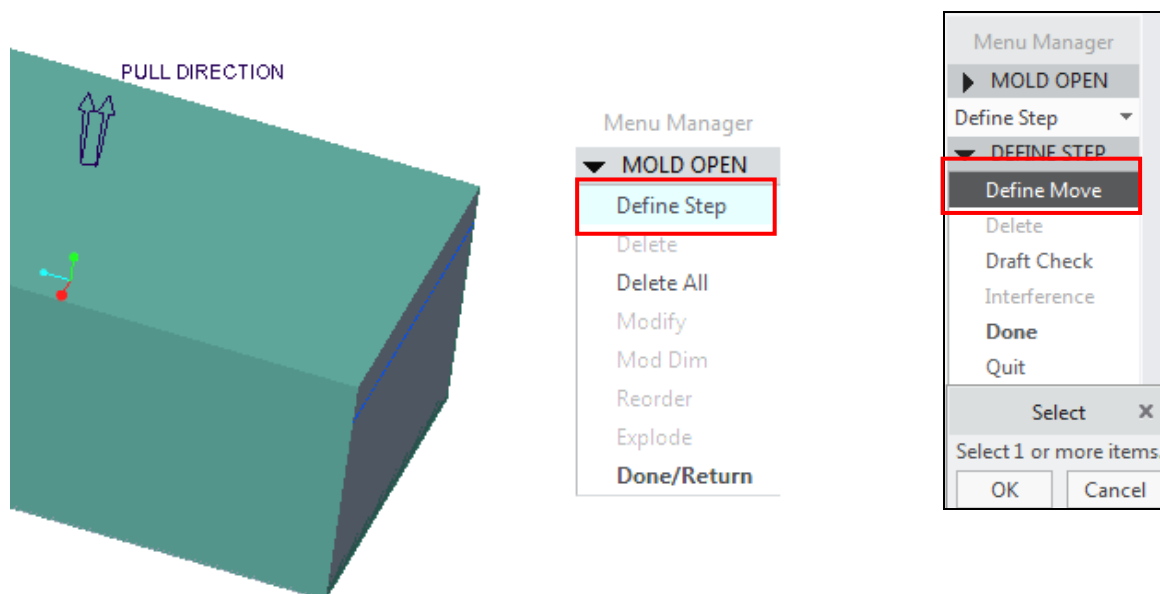 PULL DIRECTION
Menu Manager
MOLD OPEN
Define Step
Delete
Delete All
Modify
Mod Dim
Reorder
Explode
Done/Return
Menu Manager
MOLD OPEN
Define Step
DEFINE STEP
Define Move
Delete
Draft Check
Interference
Done
Quit
Select
Select 1 or more items.
OK Cancel